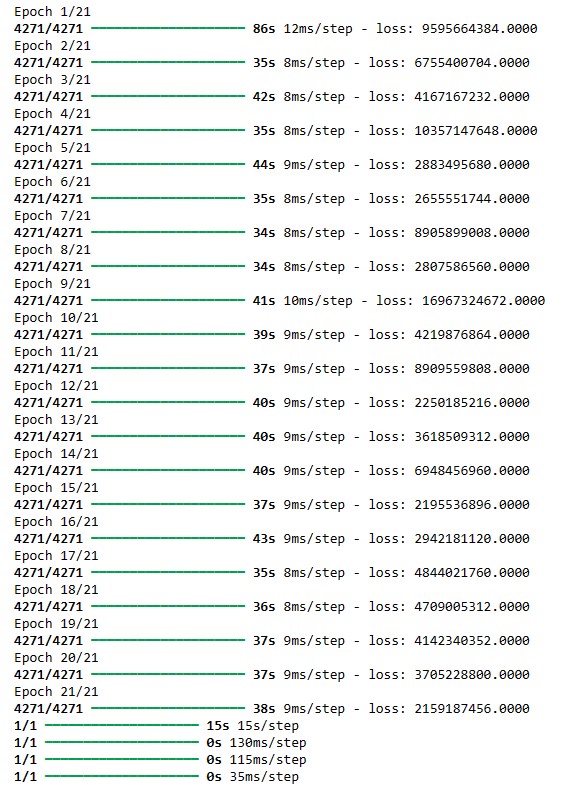 Epoch 1/21
4271/4271 ━━━━━━━━━━━━━━━━━━━━ 86s 12ms/step - loss: 9595664384.0000
Epoch 2/21
4271/4271 ━━━━━━━━━━━━━━━━━━━━ 35s 8ms/step - loss: 6755400704.0000
Epoch 3/21
4271/4271 ━━━━━━━━━━━━━━━━━━━━ 42s 8ms/step - loss: 4167167232.0000
Epoch 4/21
4271/4271 ━━━━━━━━━━━━━━━━━━━━ 35s 8ms/step - loss: 10357147648.0000
Epoch 5/21
4271/4271 ━━━━━━━━━━━━━━━━━━━━ 44s 9ms/step - loss: 2883495680.0000
Epoch 6/21
4271/4271 ━━━━━━━━━━━━━━━━━━━━ 35s 8ms/step - loss: 2655551744.0000
Epoch 7/21
4271/4271 ━━━━━━━━━━━━━━━━━━━━ 34s 8ms/step - loss: 8905899008.0000
Epoch 8/21
4271/4271 ━━━━━━━━━━━━━━━━━━━━ 34s 8ms/step - loss: 2807586560.0000
Epoch 9/21
4271/4271 ━━━━━━━━━━━━━━━━━━━━ 41s 10ms/step - loss: 16967324672.0000
Epoch 10/21
4271/4271 ━━━━━━━━━━━━━━━━━━━━ 39s 9ms/step - loss: 4219876864.0000
Epoch 11/21
4271/4271 ━━━━━━━━━━━━━━━━━━━━ 37s 9ms/step - loss: 8909559808.0000
Epoch 12/21
4271/4271 ━━━━━━━━━━━━━━━━━━━━ 40s 9ms/step - loss: 2250185216.0000
Epoch 13/21
4271/4271 ━━━━━━━━━━━━━━━━━━━━ 40s 9ms/step - loss: 3618509312.0000
Epoch 14/21
4271/4271 ━━━━━━━━━━━━━━━━━━━━ 40s 9ms/step - loss: 6948456960.0000
Epoch 15/21
4271/4271 ━━━━━━━━━━━━━━━━━━━━ 37s 9ms/step - loss: 2195536896.0000
Epoch 16/21
4271/4271 ━━━━━━━━━━━━━━━━━━━━ 43s 9ms/step - loss: 2942181120.0000
Epoch 17/21
4271/4271 ━━━━━━━━━━━━━━━━━━━━ 35s 8ms/step - loss: 4844021760.0000
Epoch 18/21
4271/4271 ━━━━━━━━━━━━━━━━━━━━ 36s 8ms/step - loss: 4709005312.0000
Epoch 19/21
4271/4271 ━━━━━━━━━━━━━━━━━━━━ 37s 9ms/step - loss: 4142340352.0000
Epoch 20/21
4271/4271 ━━━━━━━━━━━━━━━━━━━━ 37s 9ms/step - loss: 3705228800.0000
Epoch 21/21
4271/4271 ━━━━━━━━━━━━━━━━━━━━ 38s 9ms/step - loss: 2159187456.0000
1/1 ━━━━━━━━━━━━━━━━━━━━ 15s 15s/step
1/1 ━━━━━━━━━━━━━━━━━━━━ 0s 130ms/step
1/1 ━━━━━━━━━━━━━━━━━━━━ 0s 115ms/step
1/1 ━━━━━━━━━━━━━━━━━━━━ 0s 35ms/step